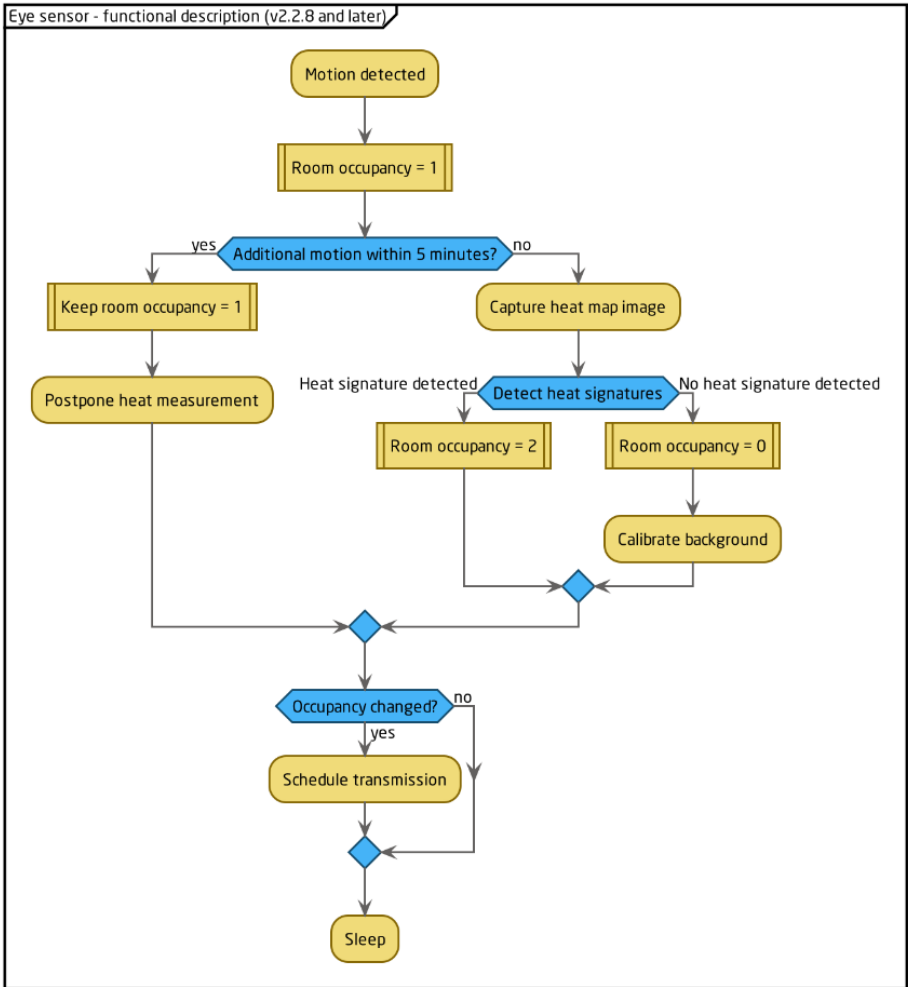 Eye sensor - functional description (v2.2.8 and later)
Motion detected
Room occupancy = 1
yes
Additional motion within 5 minutes?
no
Keep room occupancy = 1
Capture heat map image
Postpone heat measurement
Heat signature detected
Detect heat signatures
No heat signature detected
Room occupancy = 2
Room occupancy = 0
Calibrate background
Occupancy changed?
no
yes
Schedule transmission
Sleep